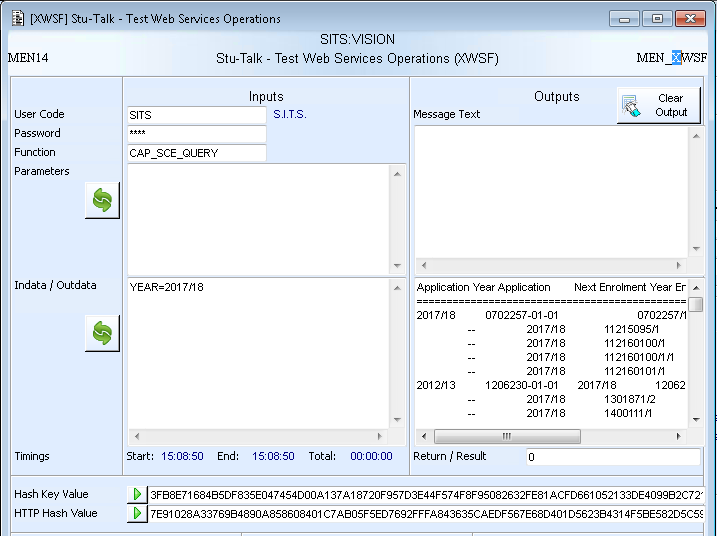 [XWSF] Stu-Talk - Test Web Services Operations
SITS:VISION
MEN14
Stu-Talk - Test Web Services Operations (XWSF)
MEN_XWSF
Inputs
Outputs
Clear
Output
User Code
SITS
S.I.T.S.
Message Text
Password
****
Function
CAP_SCE_QUERY
Parameters
Indata / Outdata
YEAR=2017/18
Application Year Application Next Enrolment Year Er
================================================
2017/18 0702257-01-01 0702257/1
-- 2017/18 11215095/1
-- 2017/18 112160100/1
-- 2017/18 112160100/1/1
-- 2017/18 112160101/1
2012/13 1206230-01-01 2017/18 12062
-- 2017/18 1301871/2
-- 2017/18 1400111/1
Timings
Start: 15:08:50 End: 15:08:50 Total: 00:00:00
Return / Result
0
Hash Key Value
3FB8E71684B5DF835E047454D00A137A18720F957D3E44F574F8F95082632FE81ACFD661052133DE4099B2C721
HTTP Hash Value
7E91028A33769B4890A858608401C7AB05F5ED7692FFFA843635CAEDF567E68D401D5623B4314F5BE582D5C59